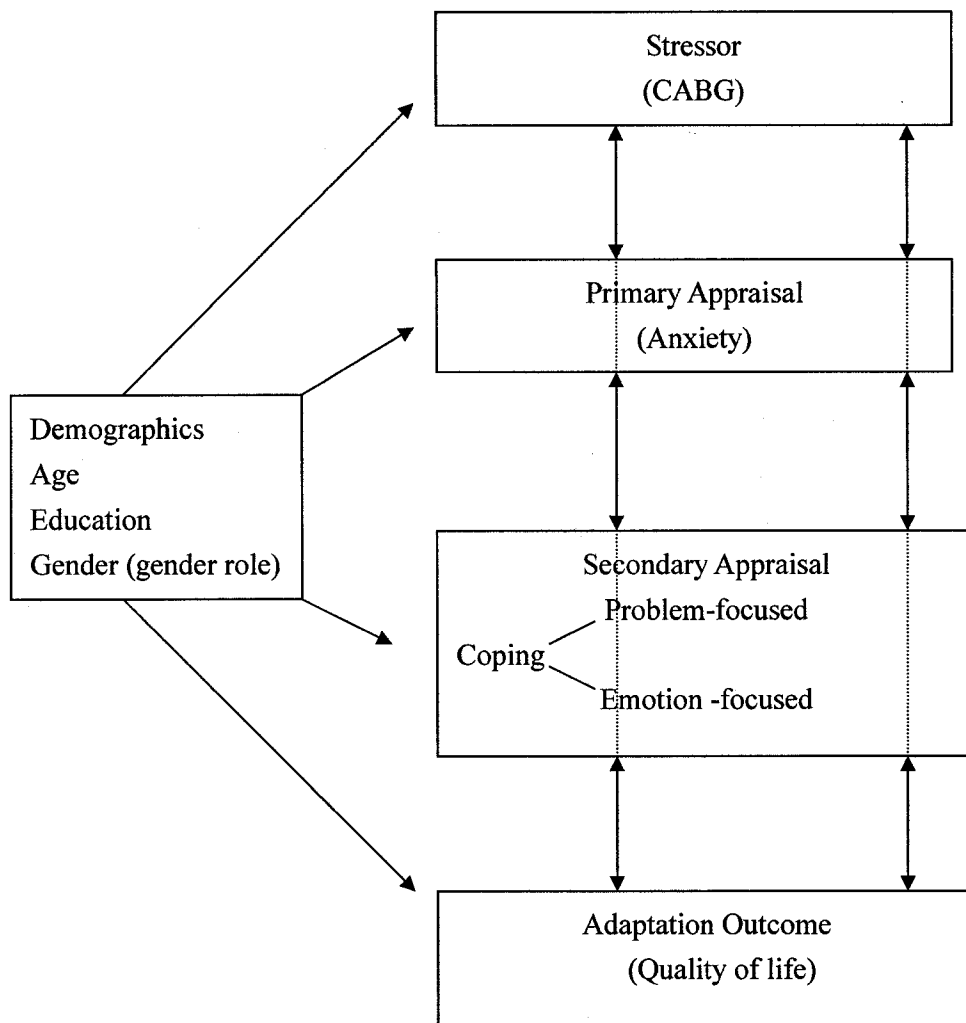 Stressor
(CABG)
Primary Appraisal
(Anxiety)
Demographics
Age
Education
Gender (gender role)
Secondary Appraisal
Problem-focused
Coping
Emotion -focused
Adaptation Outcome
(Quality of life)